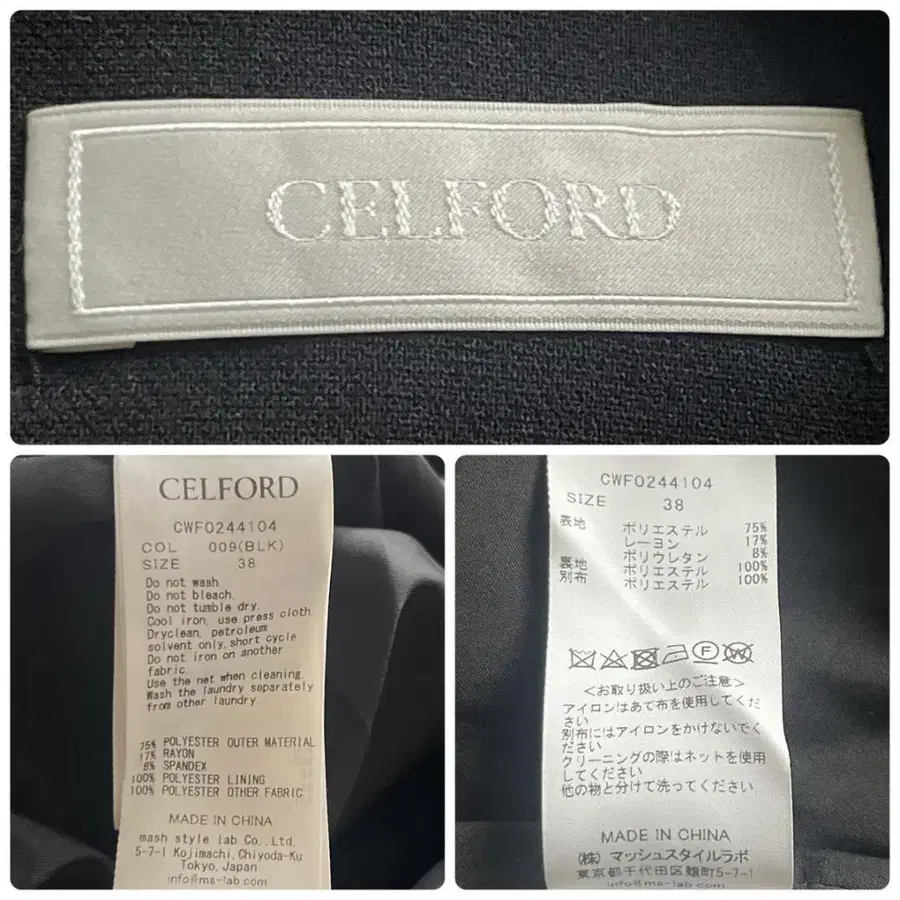 CELFORD
CELFORD
CWF0244104
COL 009(BLK)
SIZE 38
Do not wash.
Do not bleach.
Do not tumble dry.
Cool iron, use press cloth
Dryclean, petroleum
solvent only,short cycle
Do not iron on another
fabric
Use the net when cleaning.
Wash the laundry separately
from other laundry.
75% POLYESTER OUTER MATERIAL
17% RAYON
8% SPANDEX
100% POLYESTER LINING
100% POLYESTER OTHER FABRIC
MADE IN CHINA
mash style lab Co.,Ltd.
5-7-1 Kojimachi,Chiyoda-Ku
Tokyo,Japan
info@ms-lab.com
CWF0244104
SIZE 38
表地 ポリエステル 75%
レーヨン 17%
ポリウレタン 8%
裏地 ポリエステル 100%
別布 ポリエステル 100%
F W
<お取り扱い上のご注意>
アイロンはあて布を使用してくだ
さい
別布にはアイロンをかけないでく
ださい
クリーニングの際はネットを使用
してください
他の物と分けて洗ってください
MADE IN CHINA
(株) マッシュスタイルラボ
東京都千代田区麹町5-7-1
info@ms-lab.com